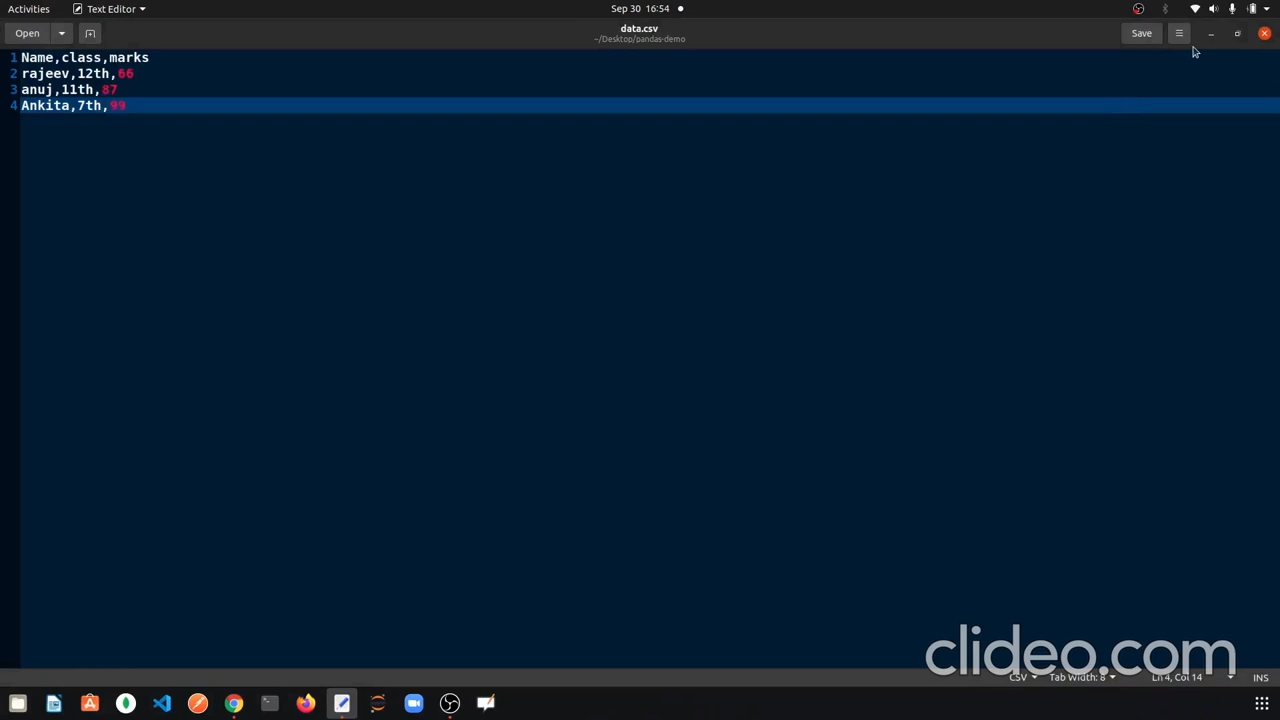 Activities Text Editor Sep 30 16:54
Open data.csv Save
~/Desktop/pandas-demo
1 Name,class,marks
2 rajeev,12th,66
3 anuj,11th,87
4 Ankita,7th,99
clideo.com
CSV Tab Width: 8 Ln 4, Col 14 INS